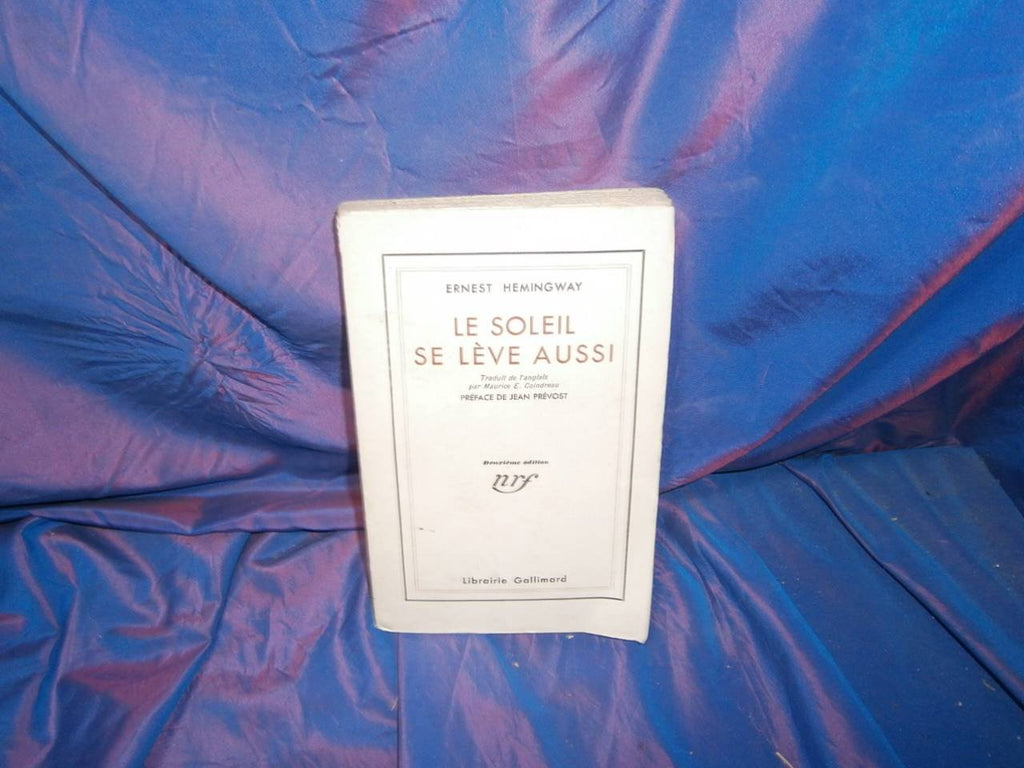 ERNEST HEMINGWAY
LE SOLEIL
SE LÈVE AUSSI
Traduit de l'anglais
par Maurice E. Coindreau
PRÉFACE DE JEAN PRÉVOST
Deuxième édition
nrf
Librairie Gallimard